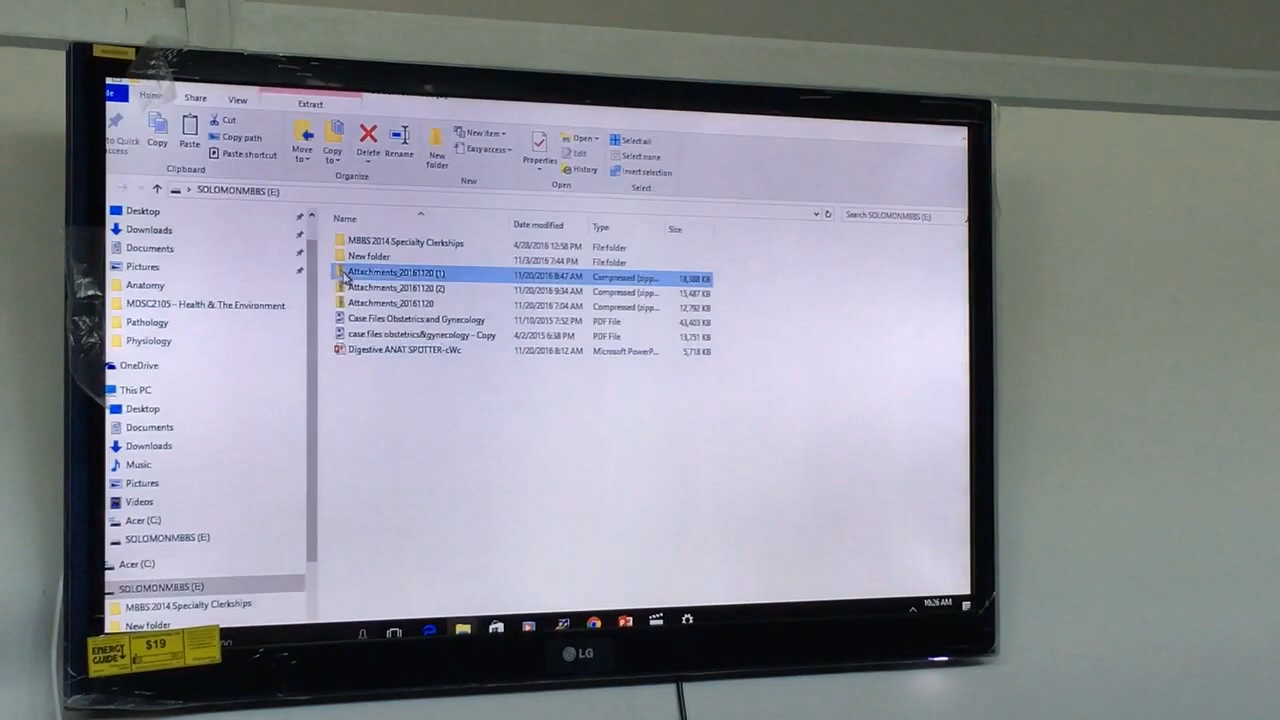 Home Share View Extract
Cut
Copy path
Paste shortcut
Copy
Paste
to Quick access
Clipboard
Move to
Copy to
Delete
Rename
Organize
New folder
New item
Easy access
New
Properties
Open
Edit
History
Open
Select all
Select none
Invert selection
Select
SOLOMONMBBS (E:)
Search SOLOMONMBBS (E:)
Name Date modified Type Size
MBBS 2014 Specialty Clerkships 4/28/2016 12:58 PM File folder
New folder 11/3/2016 7:44 PM File folder
Attachments_20161120 (1) 11/20/2016 8:47 AM Compressed (zipp... 18,388 KB
Attachments_20161120 (2) 11/20/2016 9:34 AM Compressed (zipp... 15,487 KB
Attachments_20161120 11/20/2016 7:04 AM Compressed (zipp... 12,792 KB
Case Files Obstetrics and Gynecology 11/10/2015 7:52 PM PDF File 43,403 KB
case files obstetrics&gynecology - Copy 4/2/2015 6:38 PM PDF File 13,751 KB
Digestive ANAT SPOTTER-cWc 11/20/2016 8:12 AM Microsoft PowerP... 5,718 KB
Desktop
Downloads
Documents
Pictures
Anatomy
MDSC2105 - Health & The Environment
Pathology
Physiology
OneDrive
This PC
Desktop
Documents
Downloads
Music
Pictures
Videos
Acer (C:)
SOLOMONMBBS (E:)
Acer (C:)
SOLOMONMBBS (E:)
MBBS 2014 Specialty Clerkships
New folder
10:26 AM
ENERGY GUIDE
$19
LG